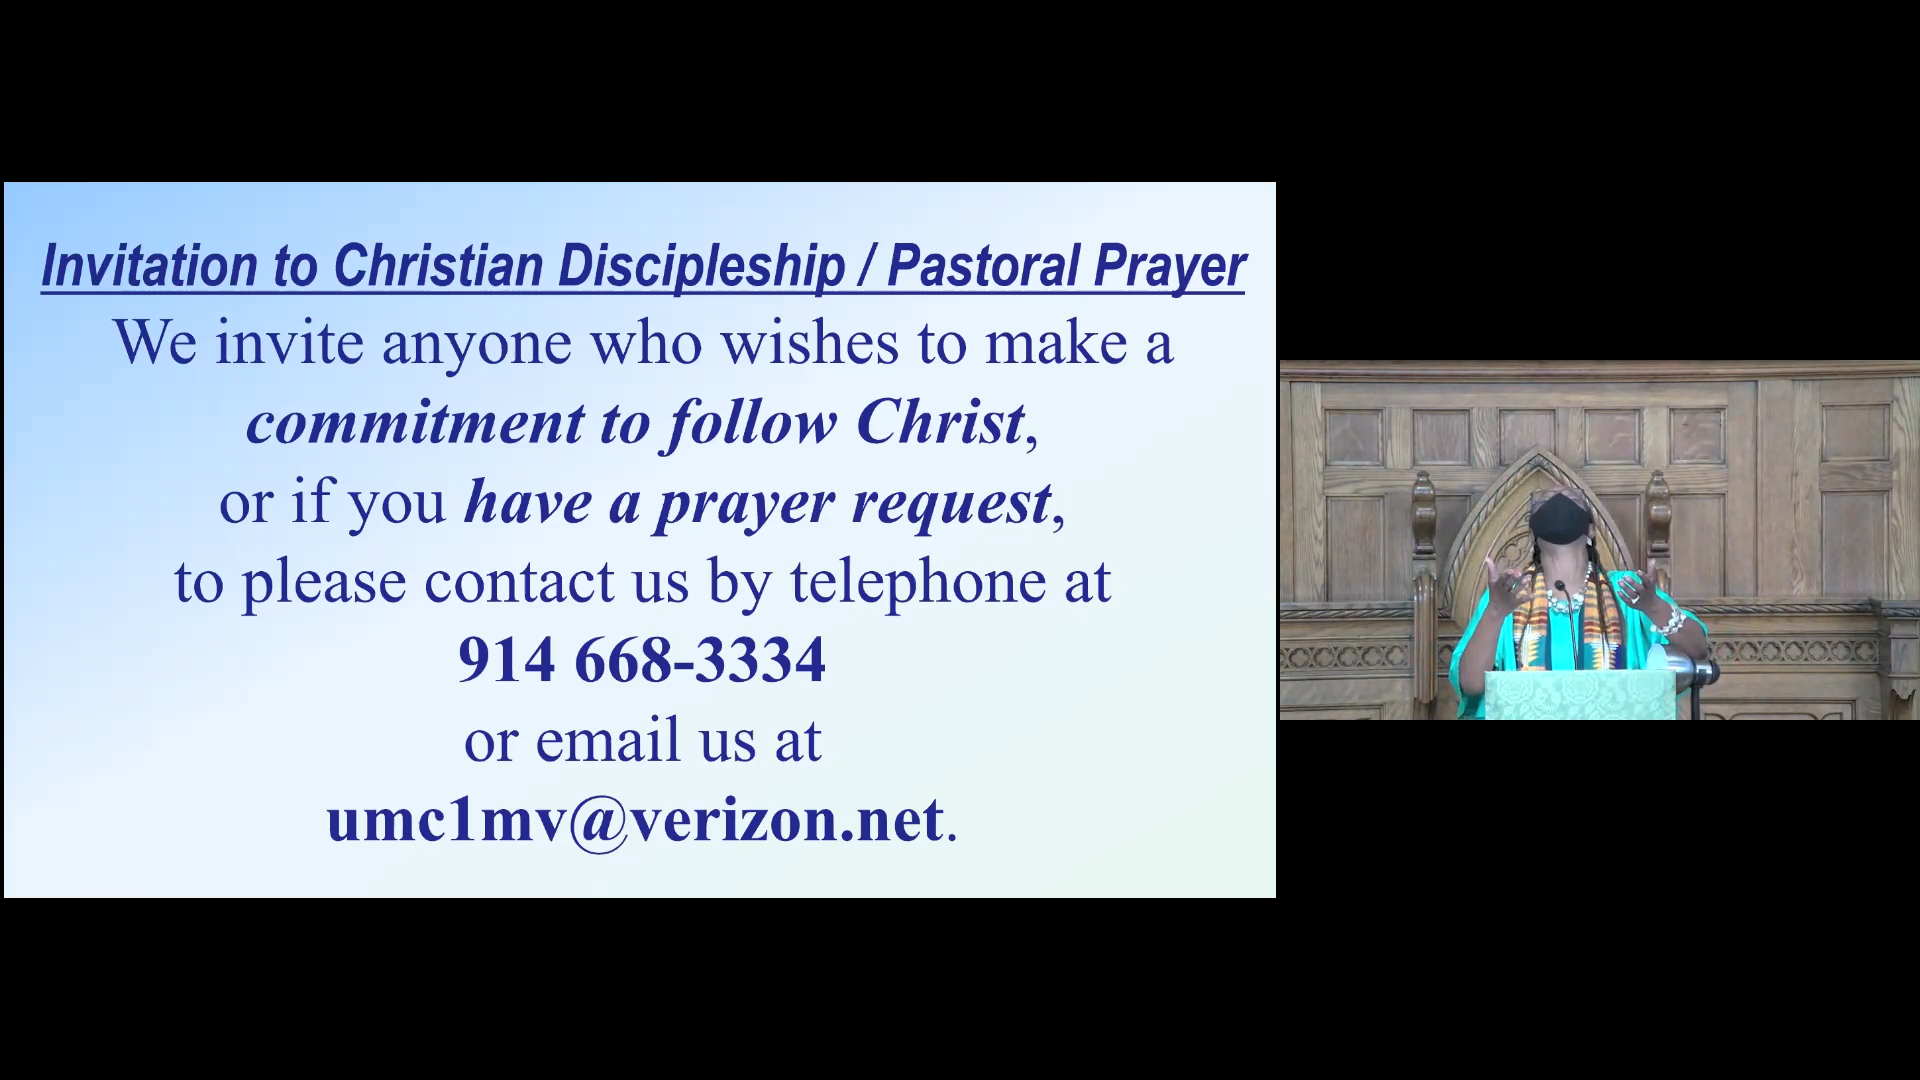 Invitation to Christian Discipleship / Pastoral Prayer
We invite anyone who wishes to make a
commitment to follow Christ,
or if you have a prayer request,
to please contact us by telephone at
914 668-3334
or email us at
umc1mv@verizon.net.